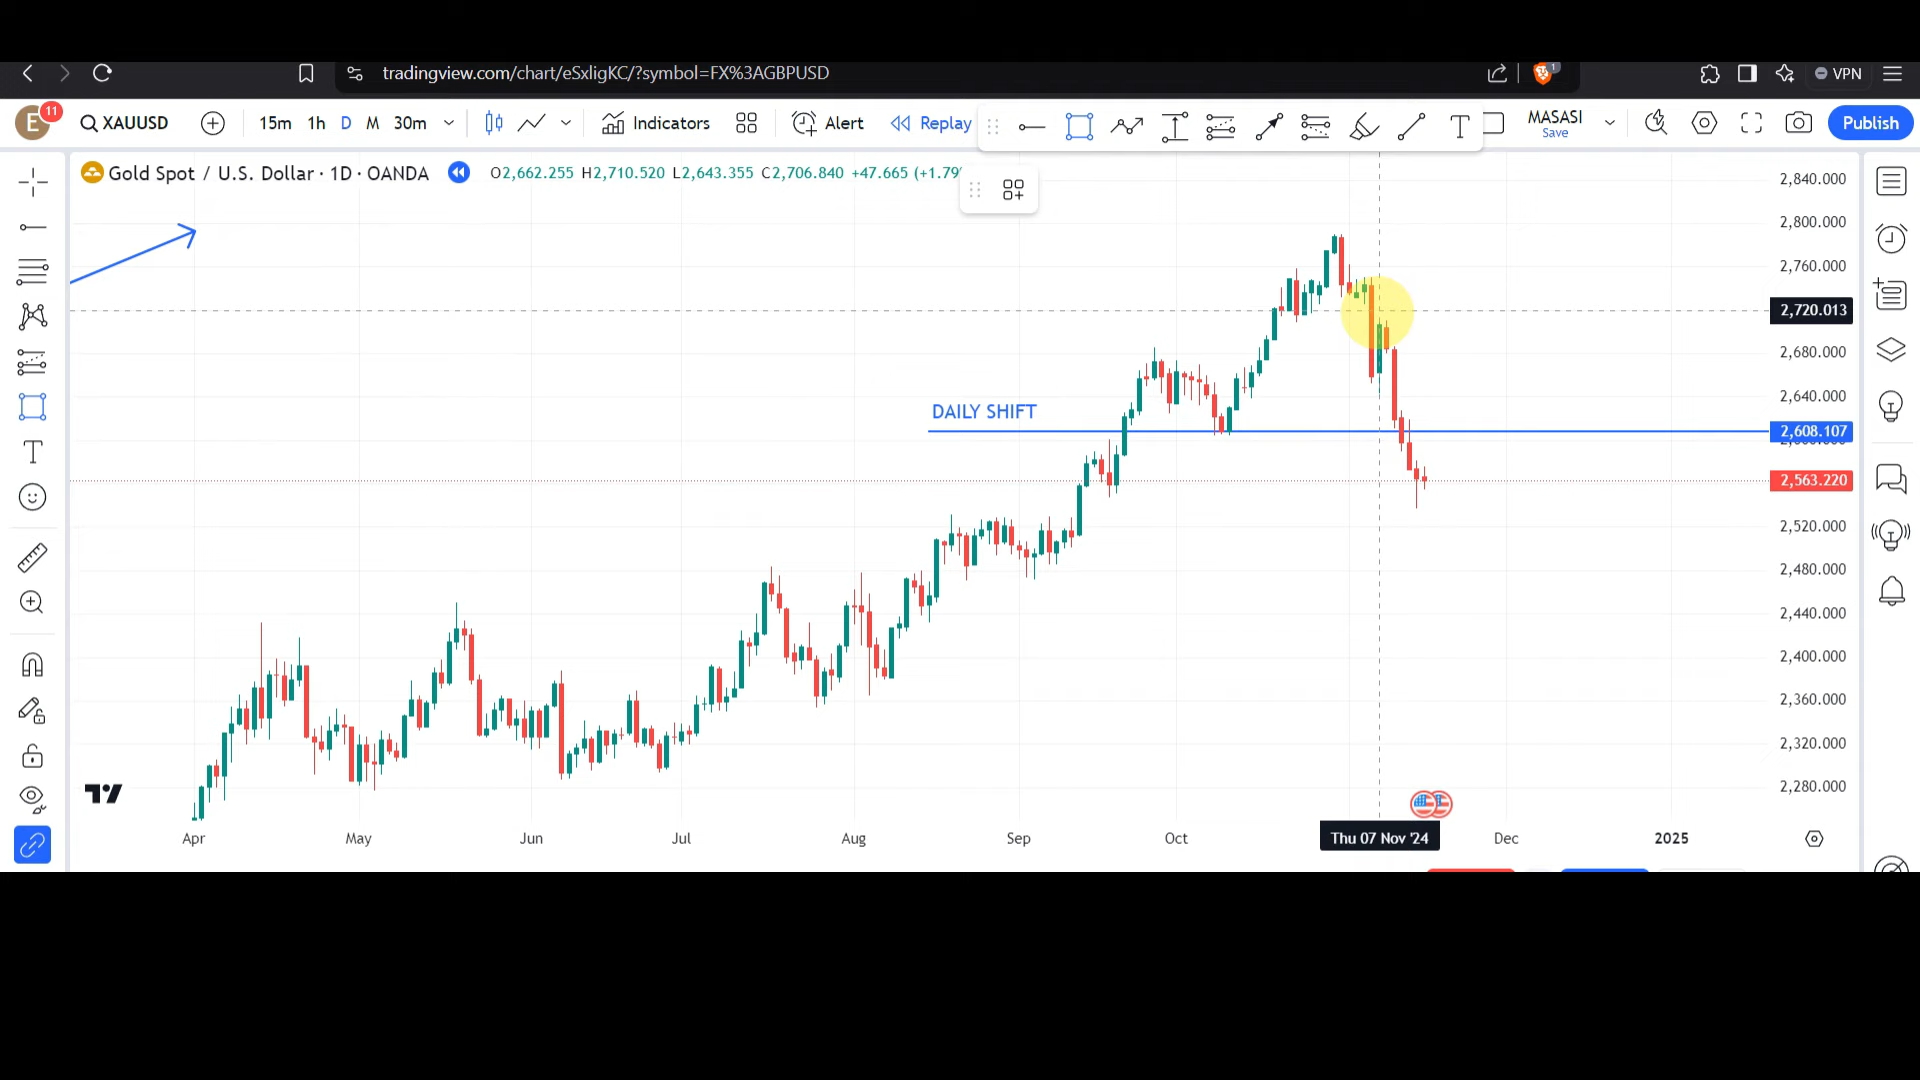 tradingview.com/chart/eSxligKC/?symbol=FX%3AGBPUSD
1
VPN
E
11
XAUUSD
15m 1h D M 30m
Indicators
Alert
Replay
T
MASASI
Save
Publish
Gold Spot / U.S. Dollar · 1D · OANDA
O2,662.255 H2,710.520 L2,643.355 C2,706.840 +47.665 (+1.79
2,840.000
2,800.000
2,760.000
2,720.013
2,680.000
2,640.000
DAILY SHIFT
2,608.107
2,563.220
2,520.000
2,480.000
2,440.000
2,400.000
2,360.000
2,320.000
2,280.000
Apr May Jun Jul Aug Sep Oct Thu 07 Nov '24 Dec 2025